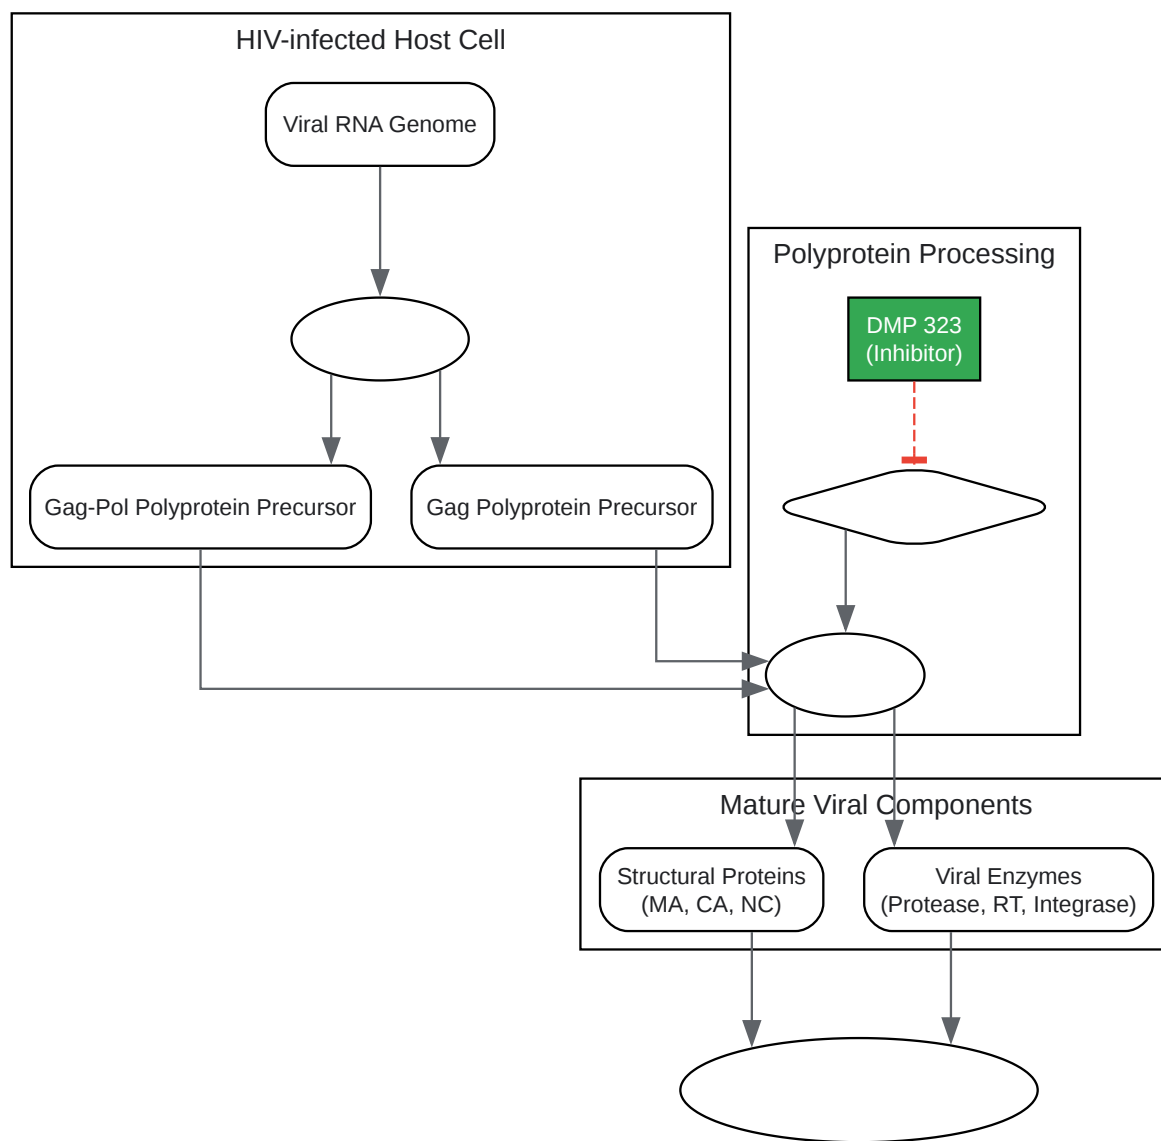 HIV-infected Host Cell
Viral RNA Genome
Polyprotein Processing
DMP 323
(Inhibitor)
Gag-Pol Polyprotein Precursor
Gag Polyprotein Precursor
Mature Viral Components
Structural Proteins
(MA, CA, NC)
Viral Enzymes
(Protease, RT, Integrase)